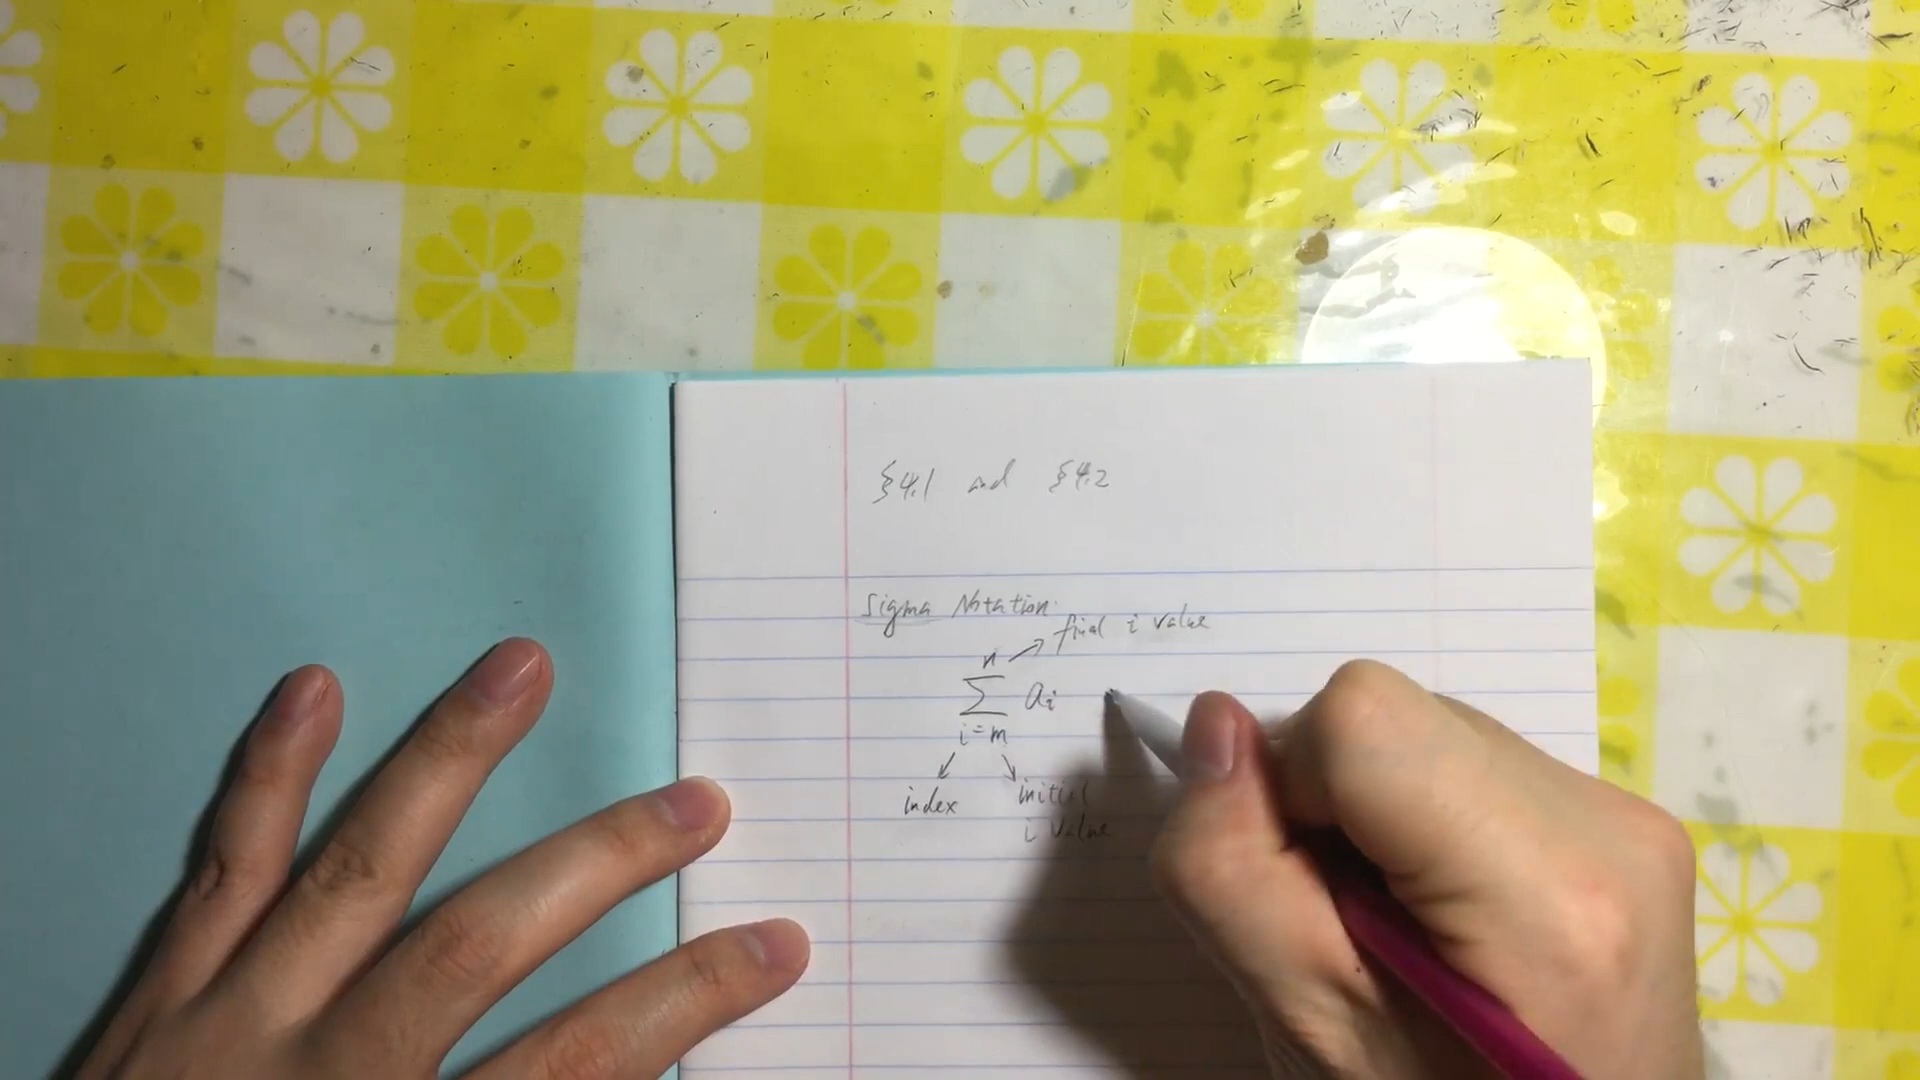 §4.1 and §4.2
Sigma Notation.
final i value
n
Σ ai
i=m
index
initial
i value